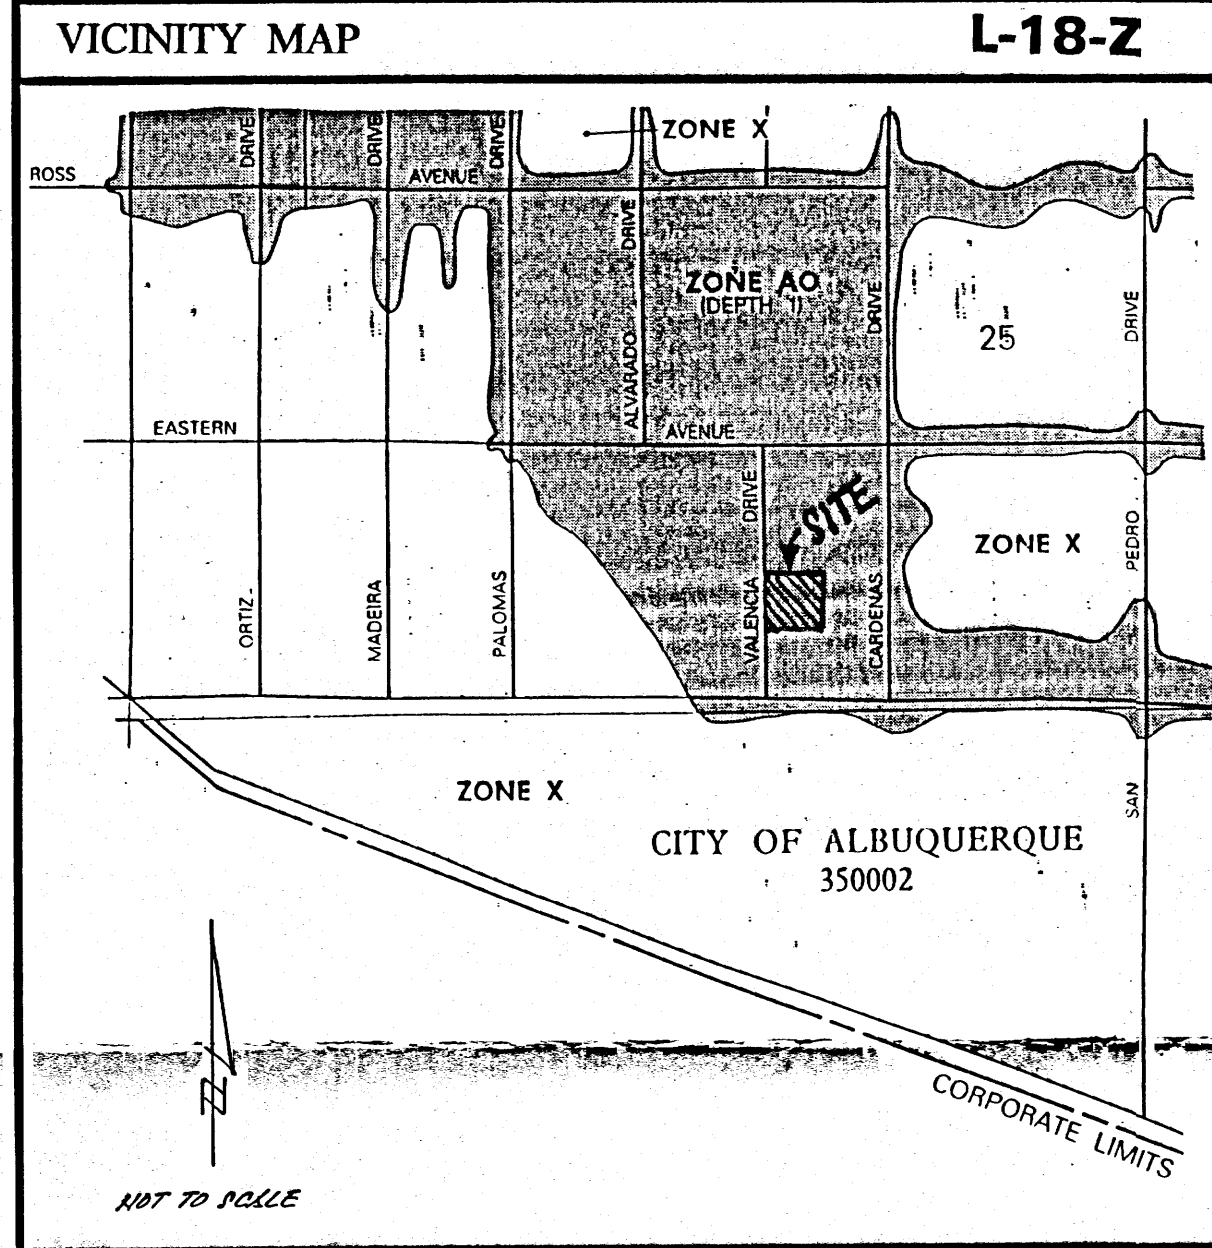 VICINITY MAP
L-18-Z
ZONE X
DRIVE
DRIVE
DRIVE
ROSS
AVENUE
DRIVE
ZONE AO
(DEPTH 1)
DRIVE
DRIVE
25
ALVARADO
EASTERN
AVENUE
DRIVE
SITE
ZONE X
PEDRO
ORTIZ
MADEIRA
PALOMAS
VALENCIA
CARDENAS
ZONE X
SAN
CITY OF ALBUQUERQUE
350002
CORPORATE LIMITS
N
NOT TO SCALE